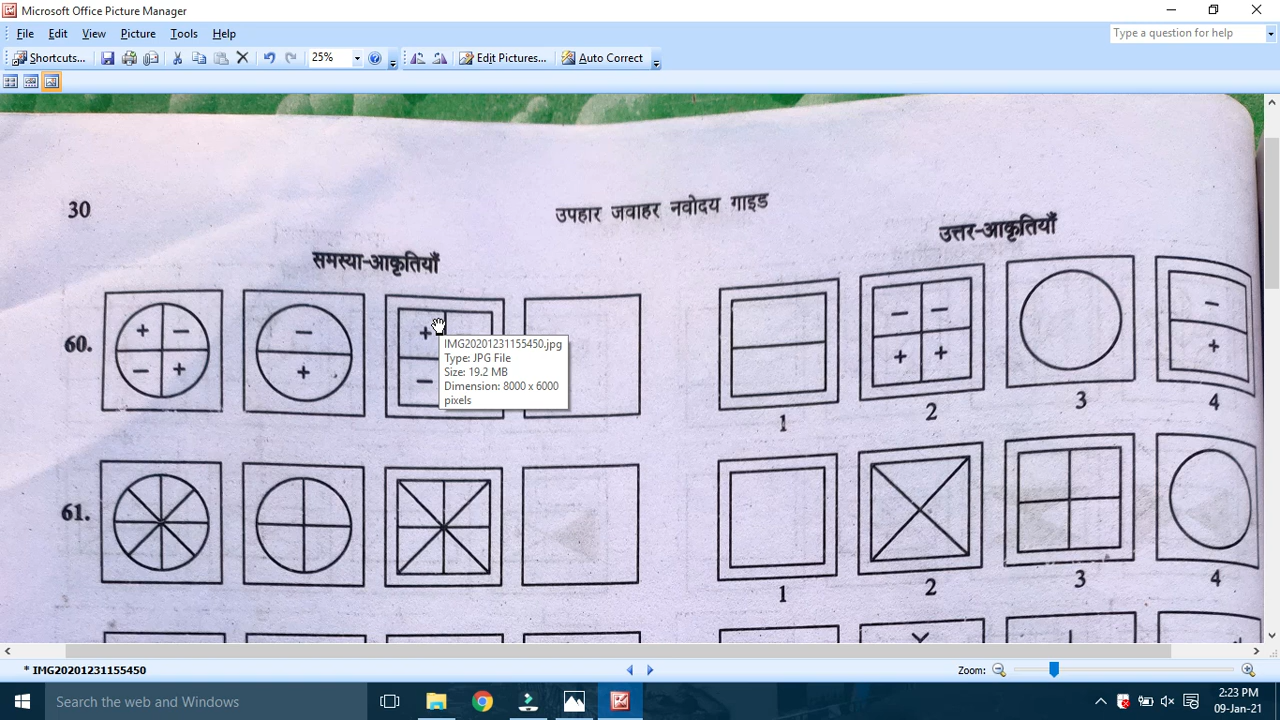 Microsoft Office Picture Manager
File Edit View Picture Tools Help
Type a question for help
Shortcuts... 25% Edit Pictures... Auto Correct
30
उपहार जवाहर नवोदय गाइड
समस्या-आकृतियाँ
उत्तर-आकृतियाँ
60.
+ − − +
− +
+ −
− − + +
− +
1 2 3 4
IMG20201231155450.jpg
Type: JPG File
Size: 19.2 MB
Dimension: 8000 x 6000
pixels
61.
1 2 3 4
* IMG20201231155450
Zoom:
Search the web and Windows
2:23 PM
09-Jan-21